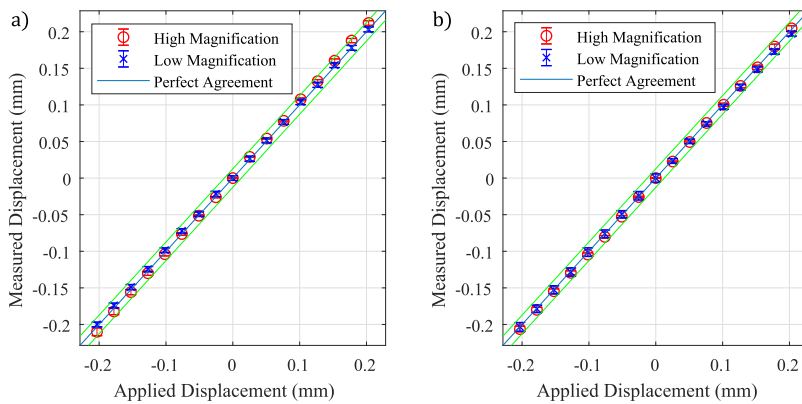 a)
High Magnification
Low Magnification
Perfect Agreement
Measured Displacement (mm)
0.2
0.15
0.1
0.05
0
-0.05
-0.1
-0.15
-0.2
-0.2 -0.1 0 0.1 0.2
Applied Displacement (mm)
b)
High Magnification
Low Magnification
Perfect Agreement
Measured Displacement (mm)
0.2
0.15
0.1
0.05
0
-0.05
-0.1
-0.15
-0.2
-0.2 -0.1 0 0.1 0.2
Applied Displacement (mm)